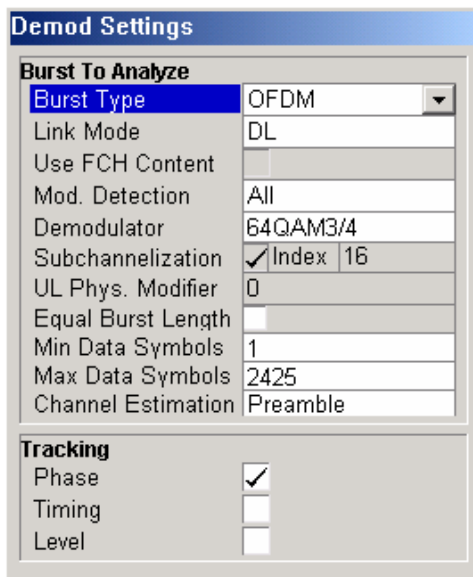 Demod Settings
Burst To Analyze
Burst Type OFDM
Link Mode DL
Use FCH Content
Mod. Detection All
Demodulator 64QAM3/4
Subchannelization Index 16
UL Phys. Modifier 0
Equal Burst Length
Min Data Symbols 1
Max Data Symbols 2425
Channel Estimation Preamble
Tracking
Phase
Timing
Level